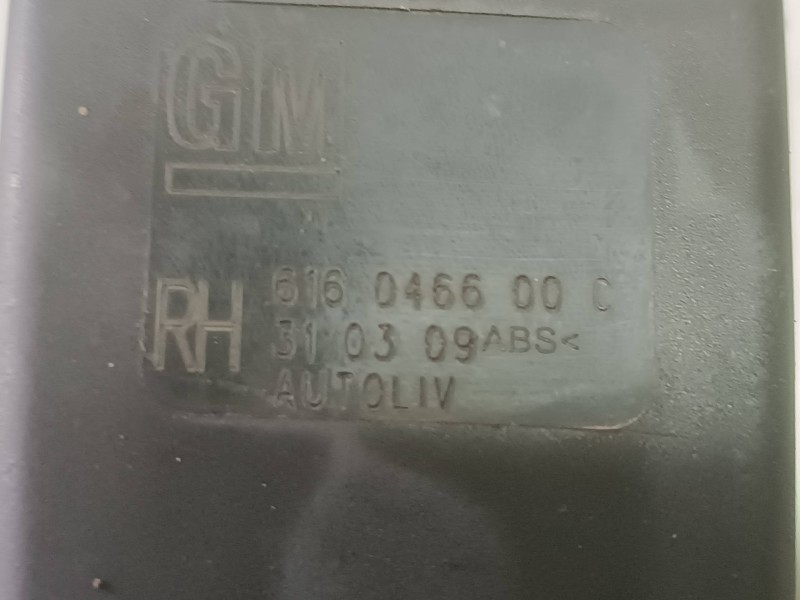 GM
RH
616 0466 00 C
31 03 09 ABS<
AUTOLIV